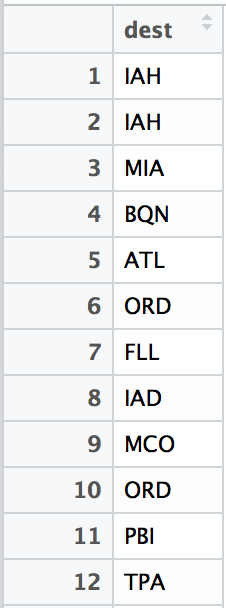 dest
1 IAH
2 IAH
3 MIA
4 BQN
5 ATL
6 ORD
7 FLL
8 IAD
9 MCO
10 ORD
11 PBI
12 TPA